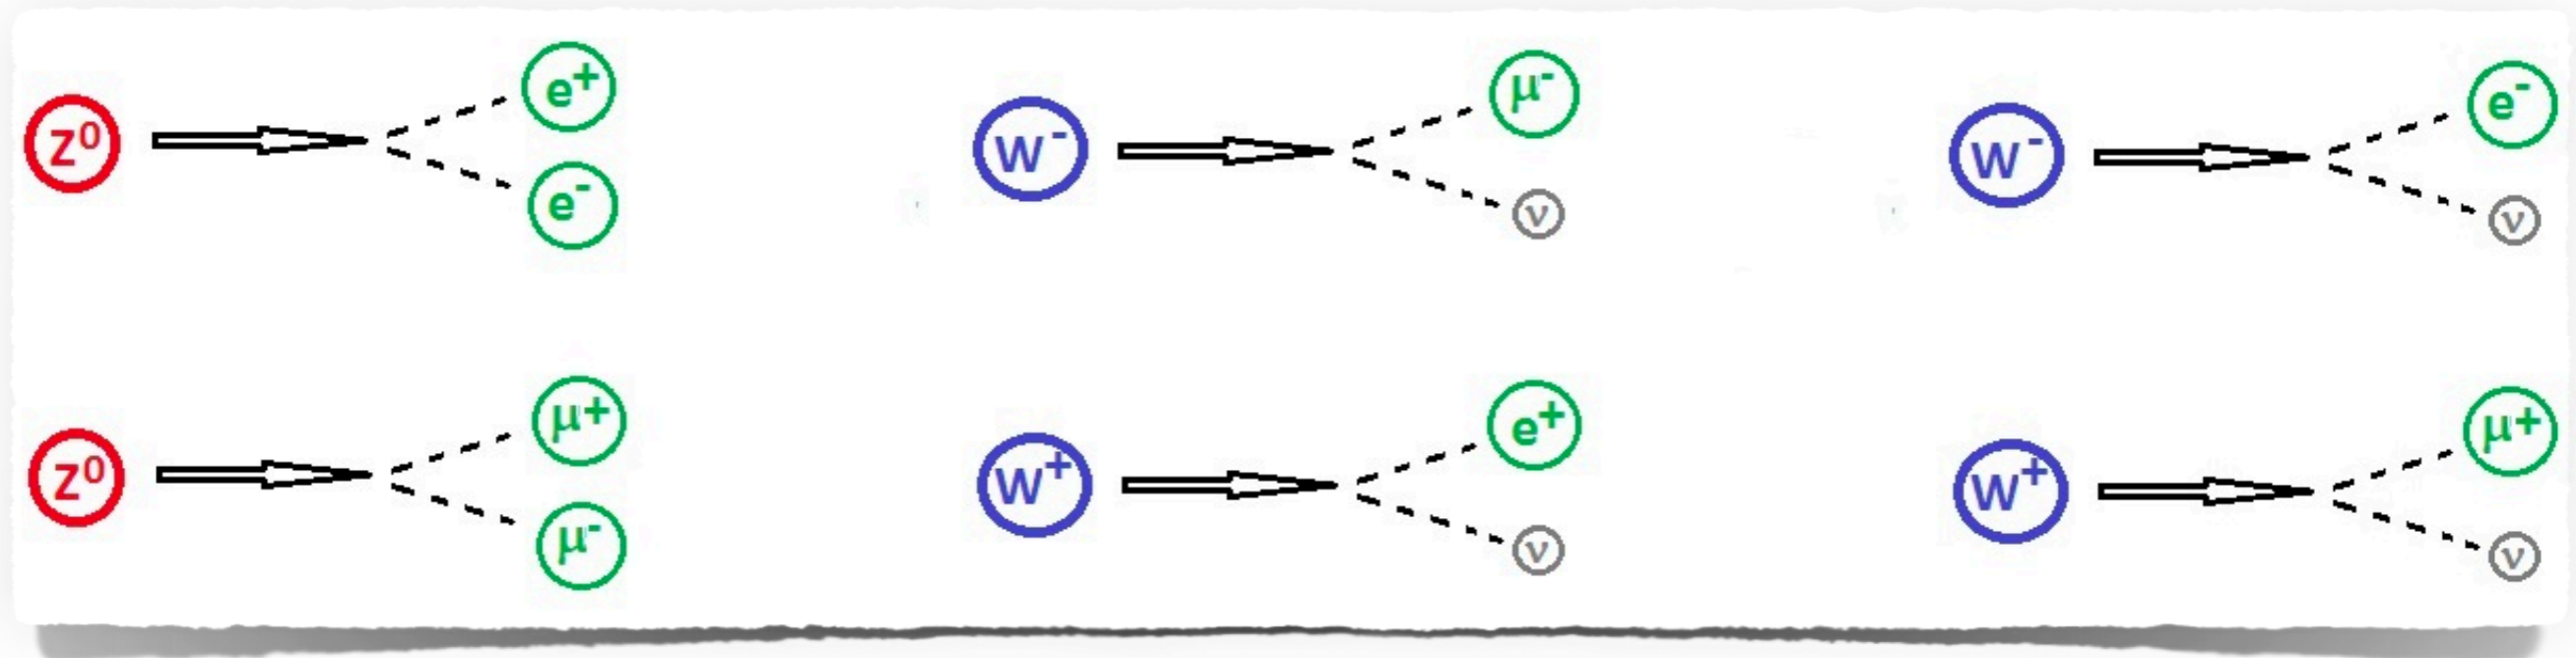 Z⁰ e⁺ e⁻
W⁻ μ⁻ ν
W⁻ e⁻ ν
Z⁰ μ+ μ⁻
W⁺ e⁺ ν
W⁺ μ+ ν